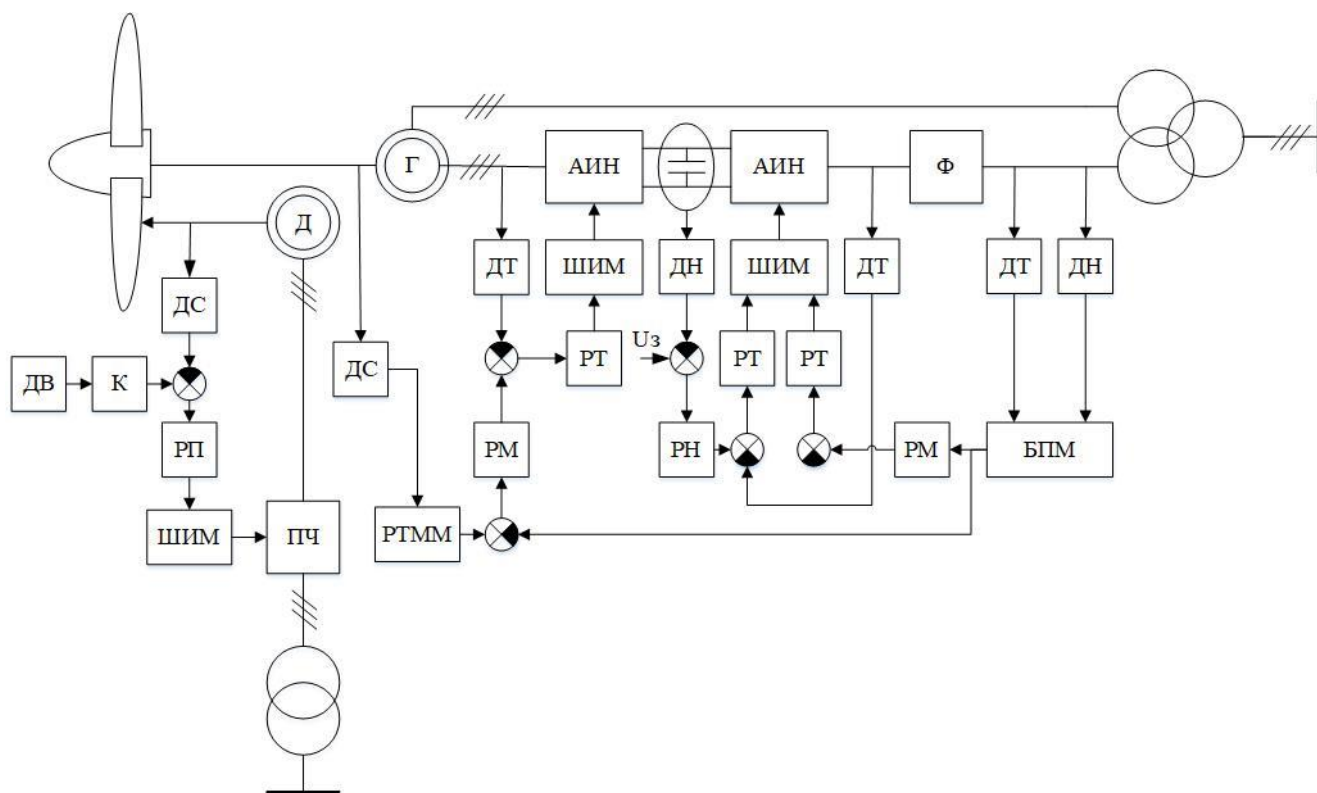 Г
АИН
АИН
Ф
Д
ДТ
ШИМ
ДН
ШИМ
ДТ
ДТ
ДН
ДС
Uз
ДВ
К
ДС
РТ
РТ
РТ
РП
РМ
РН
РМ
БПМ
ШИМ
ПЧ
РТММ